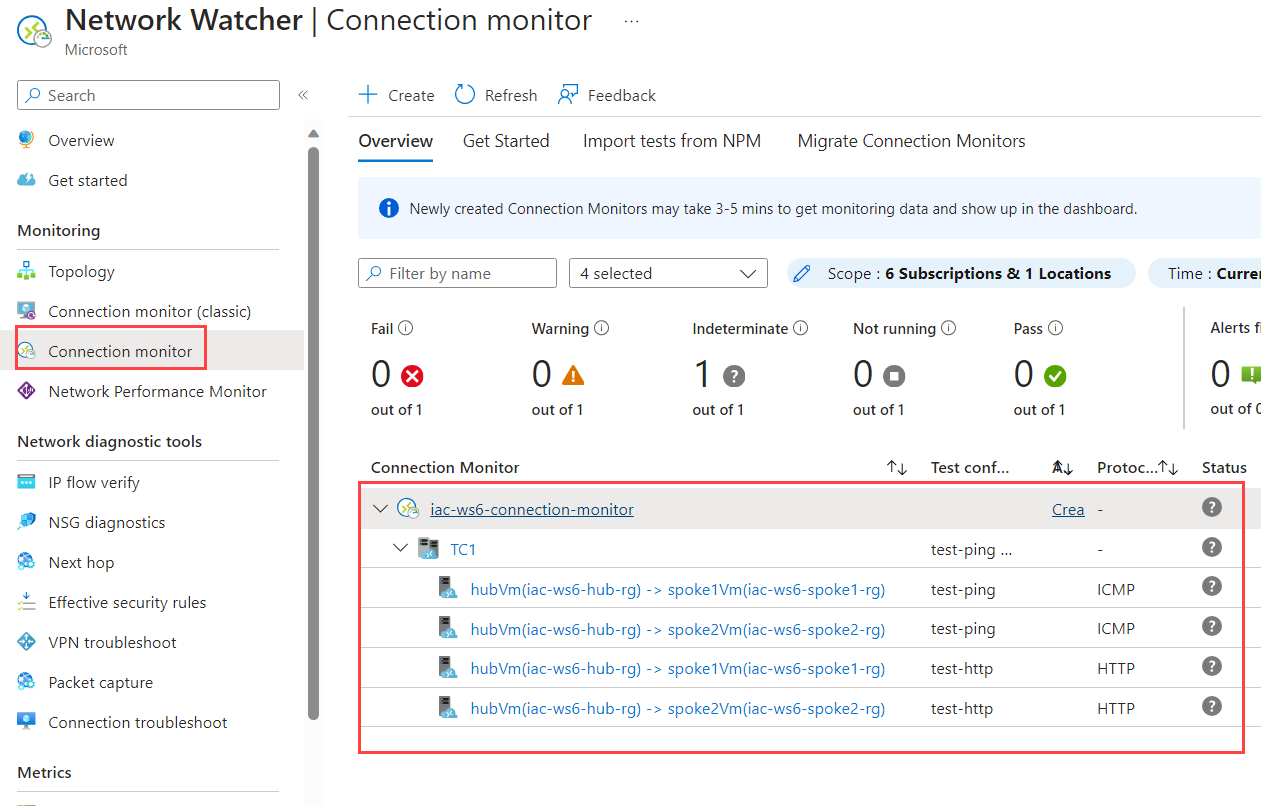 Network Watcher | Connection monitor ...
Microsoft
Search
«
Overview
Get started
Monitoring
Topology
Connection monitor (classic)
Connection monitor
Network Performance Monitor
Network diagnostic tools
IP flow verify
NSG diagnostics
Next hop
Effective security rules
VPN troubleshoot
Packet capture
Connection troubleshoot
Metrics
Create Refresh Feedback
Overview Get Started Import tests from NPM Migrate Connection Monitors
Newly created Connection Monitors may take 3-5 mins to get monitoring data and show up in the dashboard.
Filter by name 4 selected Scope : 6 Subscriptions & 1 Locations Time : Curre
Fail Warning Indeterminate Not running Pass Alerts fi
0 0 1 0 0 0
out of 1 out of 1 out of 1 out of 1 out of 1 out of 0
Connection Monitor Test conf... A Protoc... Status
iac-ws6-connection-monitor Crea -
TC1 test-ping ... -
hubVm(iac-ws6-hub-rg) -> spoke1Vm(iac-ws6-spoke1-rg) test-ping ICMP
hubVm(iac-ws6-hub-rg) -> spoke2Vm(iac-ws6-spoke2-rg) test-ping ICMP
hubVm(iac-ws6-hub-rg) -> spoke1Vm(iac-ws6-spoke1-rg) test-http HTTP
hubVm(iac-ws6-hub-rg) -> spoke2Vm(iac-ws6-spoke2-rg) test-http HTTP